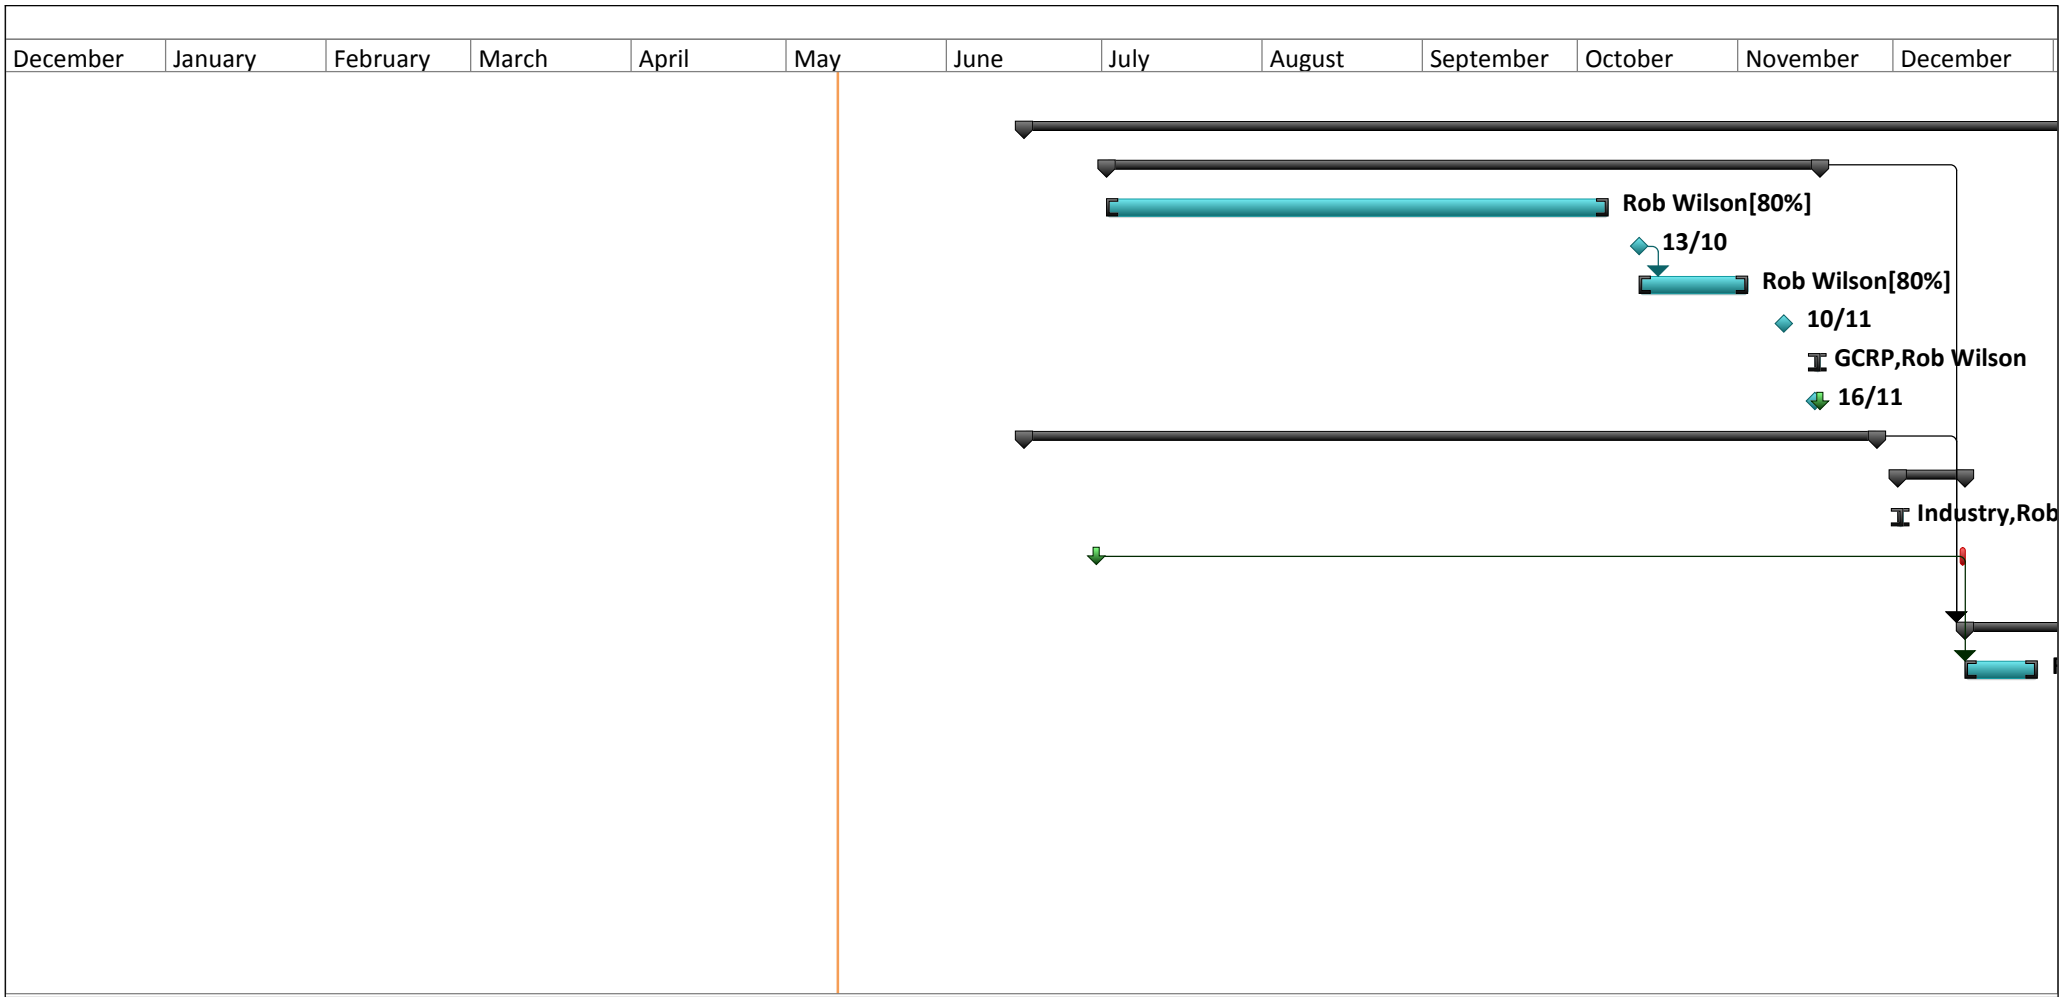 December January February March April May June July August September October November December
Rob Wilson[80%]
13/10
Rob Wilson[80%]
10/11
GCRP,Rob Wilson
16/11
Industry,Rob